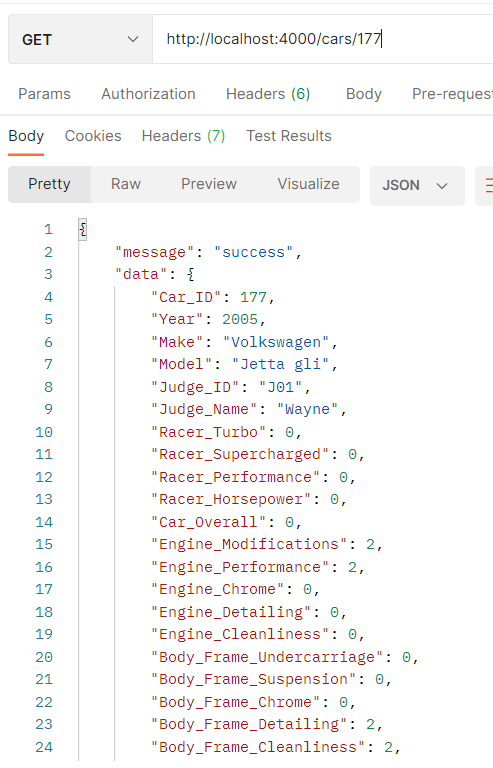 GET http://localhost:4000/cars/177
Params Authorization Headers (6) Body Pre-request
Body Cookies Headers (7) Test Results
Pretty Raw Preview Visualize JSON
1 {
2 "message": "success",
3 "data": {
4 "Car_ID": 177,
5 "Year": 2005,
6 "Make": "Volkswagen",
7 "Model": "Jetta gli",
8 "Judge_ID": "J01",
9 "Judge_Name": "Wayne",
10 "Racer_Turbo": 0,
11 "Racer_Supercharged": 0,
12 "Racer_Performance": 0,
13 "Racer_Horsepower": 0,
14 "Car_Overall": 0,
15 "Engine_Modifications": 2,
16 "Engine_Performance": 2,
17 "Engine_Chrome": 0,
18 "Engine_Detailing": 0,
19 "Engine_Cleanliness": 0,
20 "Body_Frame_Undercarriage": 0,
21 "Body_Frame_Suspension": 0,
22 "Body_Frame_Chrome": 0,
23 "Body_Frame_Detailing": 2,
24 "Body_Frame_Cleanliness": 2,